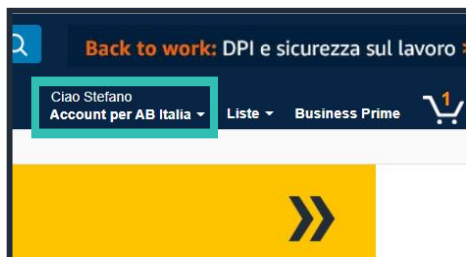 Back to work: DPI e sicurezza sul lavoro
Ciao Stefano
Account per AB Italia
Liste
Business Prime
1